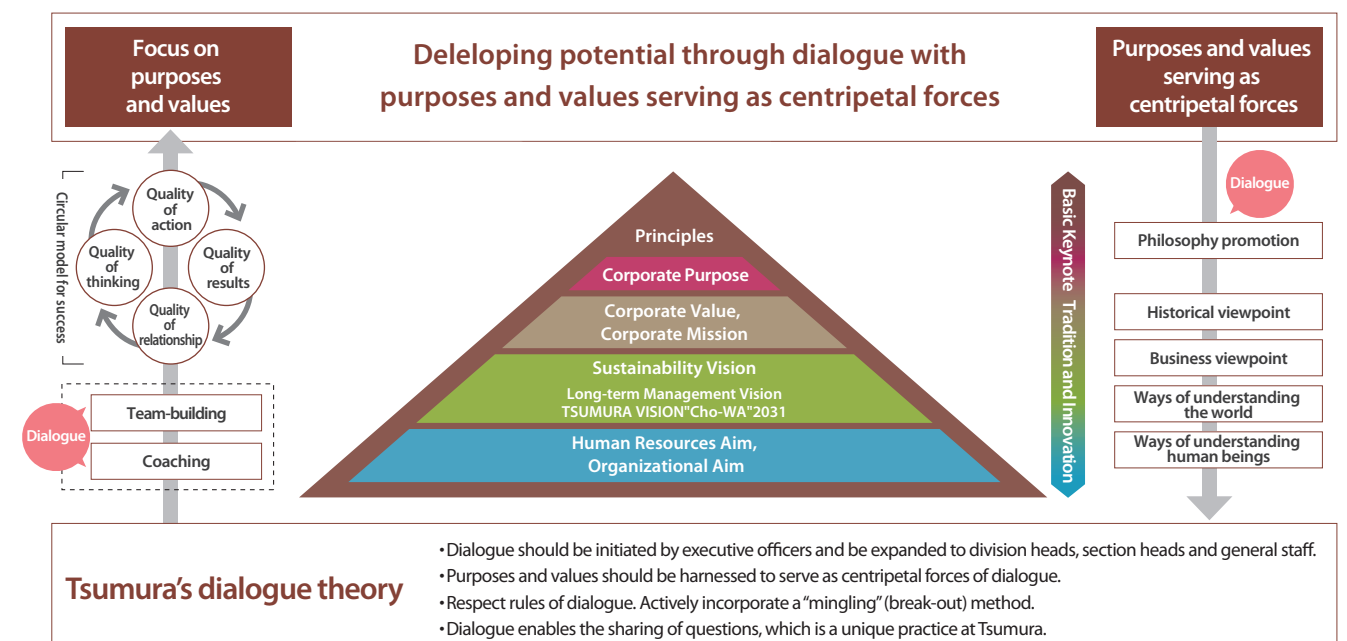 Focus on
purposes
and values
Deleloping potential through dialogue with
purposes and values serving as centripetal forces
Purposes and values
serving as
centripetal forces
Circular model for success
Quality
of
action
Quality
of
thinking
Quality
of
results
Quality
of
relationship
Dialogue
Team-building
Coaching
Principles
Corporate Purpose
Corporate Value,
Corporate Mission
Sustainability Vision
Long-term Management Vision
TSUMURA VISION"Cho-WA"2031
Human Resources Aim,
Organizational Aim
Basic Keynote Tradition and Innovation
Dialogue
Philosophy promotion
Historical viewpoint
Business viewpoint
Ways of understanding
the world
Ways of understanding
human beings
Tsumura’s dialogue theory
・Dialogue should be initiated by executive officers and be expanded to division heads, section heads and general staff.
・Purposes and values should be harnessed to serve as centripetal forces of dialogue.
・Respect rules of dialogue. Actively incorporate a “mingling” (break-out) method.
・Dialogue enables the sharing of questions, which is a unique practice at Tsumura.